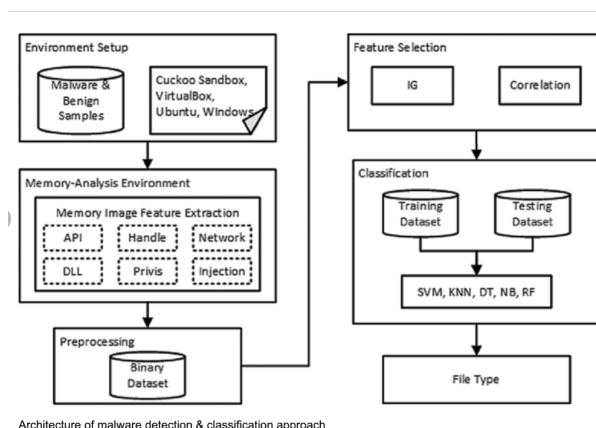 Environment Setup
Malware &
Benign
Samples
Cuckoo Sandbox,
VirtualBox,
Ubuntu, Windows
Memory-Analysis Environment
Memory Image Feature Extraction
API
Handle
Network
DLL
Privis
Injection
Preprocessing
Binary
Dataset
Feature Selection
IG
Correlation
Classification
Training
Dataset
Testing
Dataset
SVM, KNN, DT, NB, RF
File Type
Architecture of malware detection & classification approach